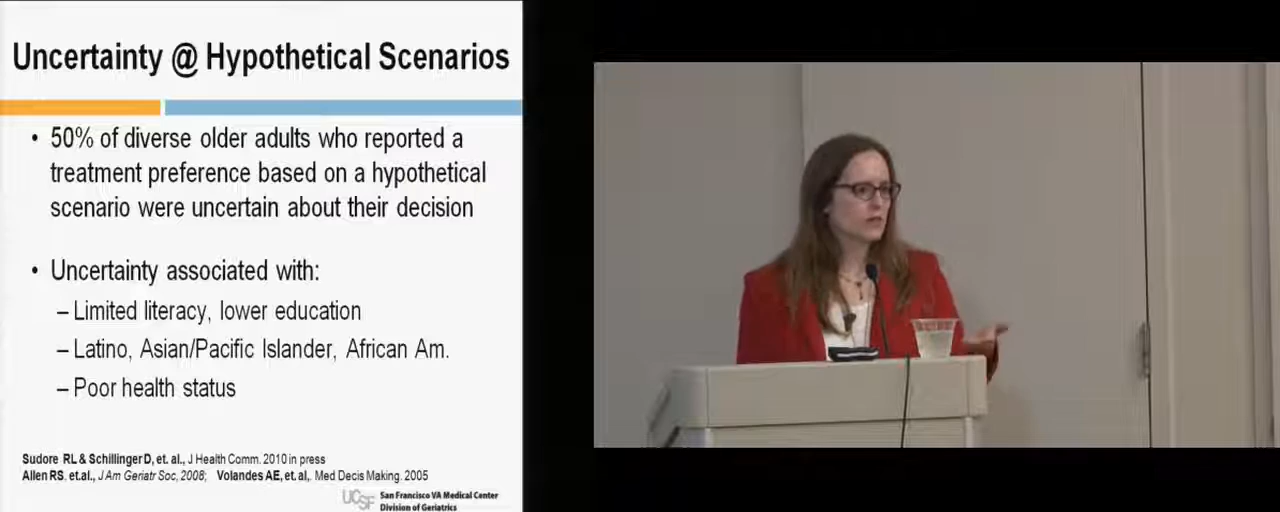 Uncertainty @ Hypothetical Scenarios
• 50% of diverse older adults who reported a
treatment preference based on a hypothetical
scenario were uncertain about their decision
• Uncertainty associated with:
– Limited literacy, lower education
– Latino, Asian/Pacific Islander, African Am.
– Poor health status
Sudore RL & Schillinger D, et. al., J Health Comm. 2010 in press
Allen RS. et.al., J Am Geriatr Soc, 2008; Volandes AE, et. al,. Med Decis Making. 2005
UCSF San Francisco VA Medical Center
Division of Geriatrics